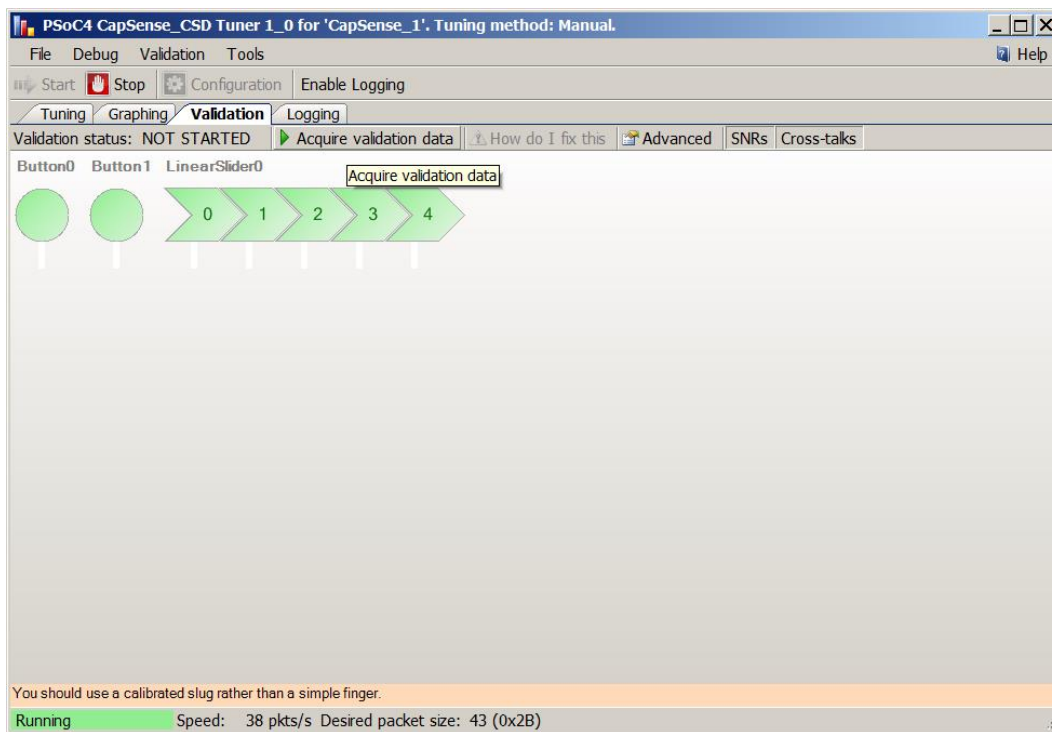 PSoC4 CapSense_CSD Tuner 1_0 for 'CapSense_1'. Tuning method: Manual.
File Debug Validation Tools Help
Start Stop Configuration Enable Logging
Tuning Graphing Validation Logging
Validation status: NOT STARTED Acquire validation data How do I fix this Advanced SNRs Cross-talks
Button0 Button1 LinearSlider0
Acquire validation data
0 1 2 3 4
You should use a calibrated slug rather than a simple finger.
Running Speed: 38 pkts/s Desired packet size: 43 (0x2B)